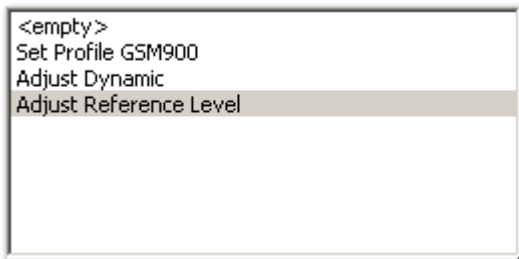 <empty>
Set Profile GSM900
Adjust Dynamic
Adjust Reference Level